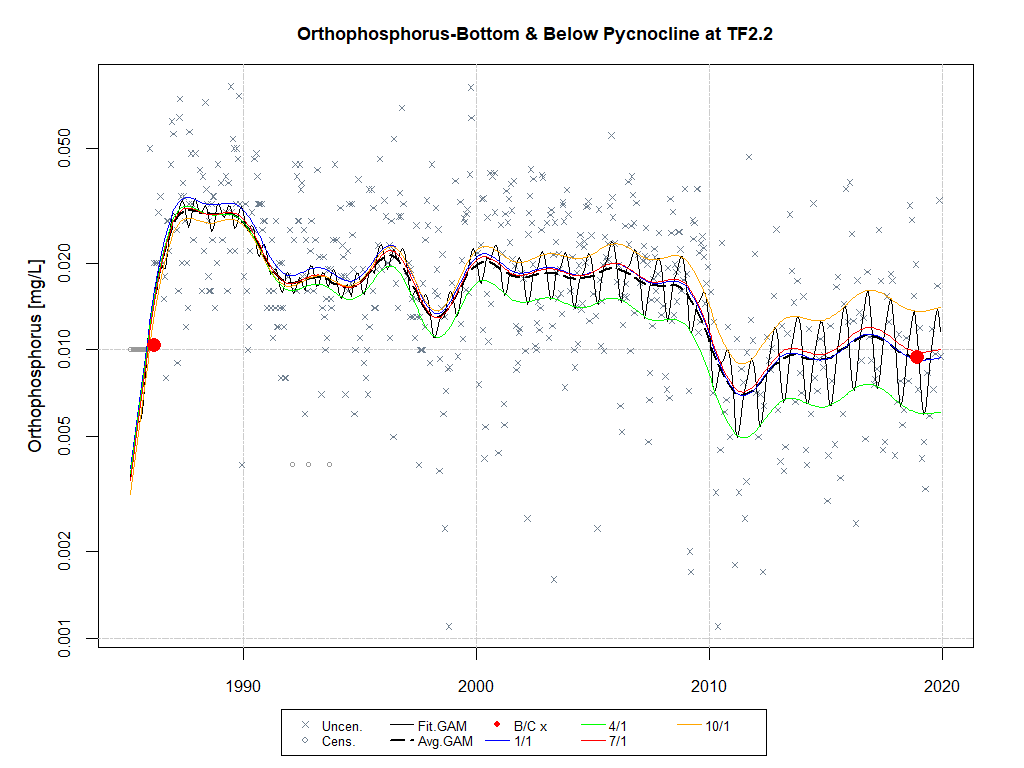 Orthophosphorus-Bottom & Below Pycnocline at TF2.2
Orthophosphorus [mg/L]
0.050
0.020
0.010
0.005
0.002
0.001
1990 2000 2010 2020
Uncen. Fit.GAM B/C x 4/1 10/1
Cens. Avg.GAM 1/1 7/1